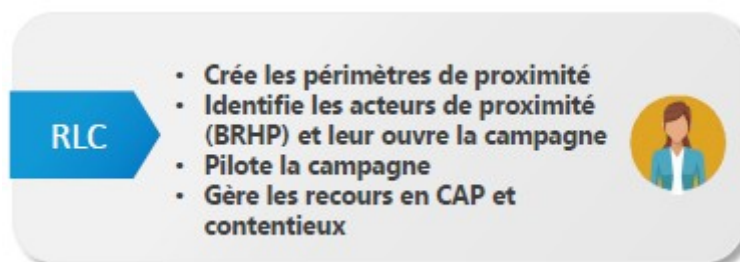 RLC
• Crée les périmètres de proximité
• Identifie les acteurs de proximité
(BRHP) et leur ouvre la campagne
• Pilote la campagne
• Gère les recours en CAP et
contentieux